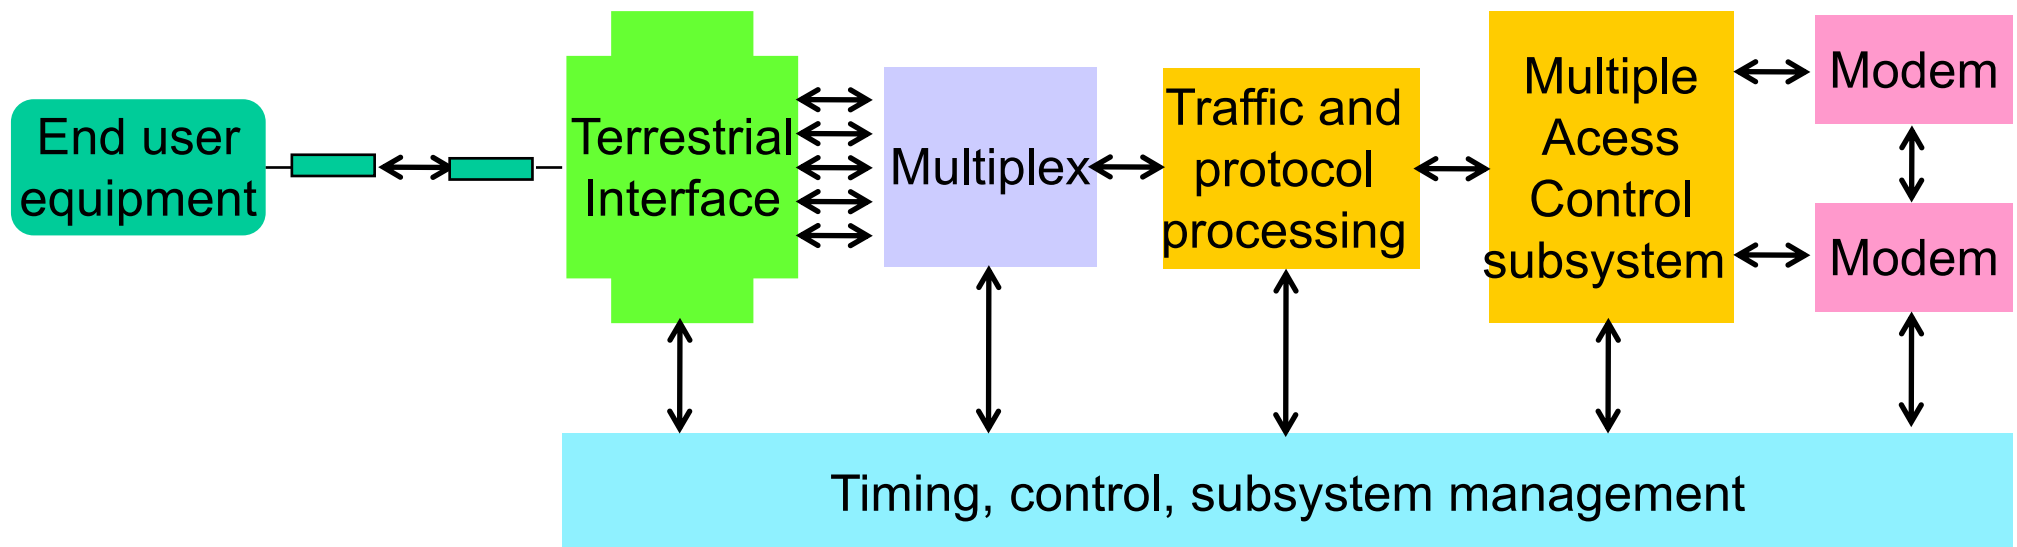 End user
equipment
Terrestrial
Interface
Multiplex
Traffic and
protocol
processing
Multiple
Acess
Control
subsystem
Modem
Modem
Timing, control, subsystem management